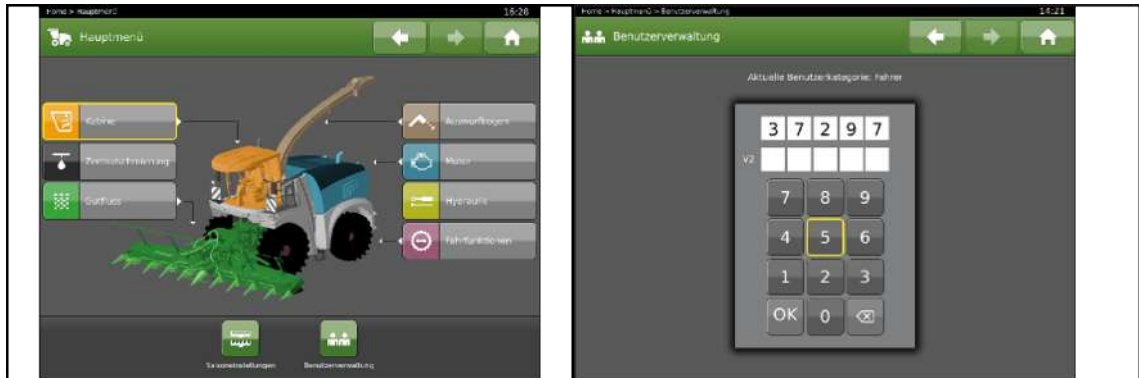 Home > Hauptmenü
16:28
Hauptmenü
Kabine
Zentralschmierung
Gutfluss
Auswurfbogen
Motor
Hydraulik
Fahrfunktionen
Saisoneinstellungen
Benutzerverwaltung
Home > Hauptmenü > Benutzerverwaltung
14:21
Benutzerverwaltung
Aktuelle Benutzerkategorie: Fahrer
3 7 2 9 7
V2
7 8 9
4 5 6
1 2 3
OK 0